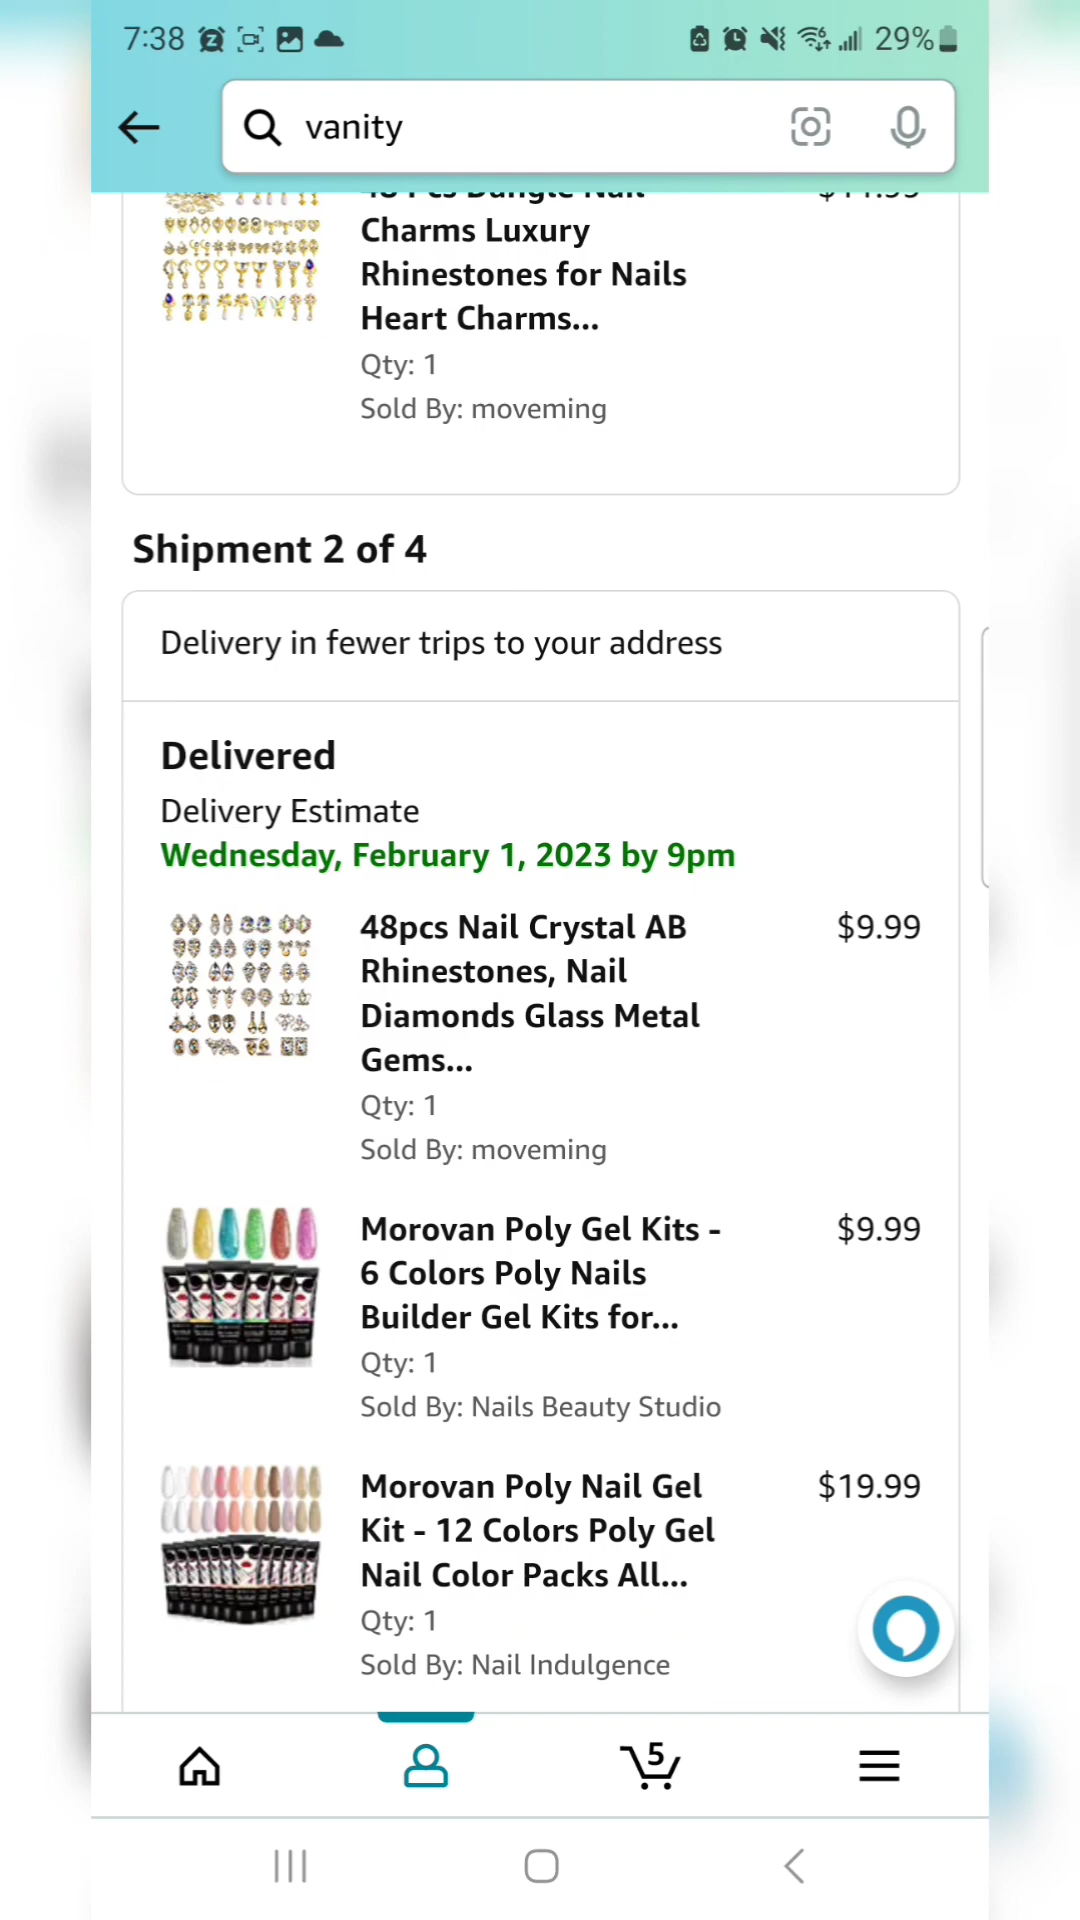 7:38
29%
vanity
48 Pcs Dangle Nail
Charms Luxury
Rhinestones for Nails
Heart Charms...
Qty: 1
Sold By: moveming
Shipment 2 of 4
Delivery in fewer trips to your address
Delivered
Delivery Estimate
Wednesday, February 1, 2023 by 9pm
48pcs Nail Crystal AB
$9.99
Rhinestones, Nail
Diamonds Glass Metal
Gems...
Qty: 1
Sold By: moveming
Morovan Poly Gel Kits -
$9.99
6 Colors Poly Nails
Builder Gel Kits for...
Qty: 1
Sold By: Nails Beauty Studio
Morovan Poly Nail Gel
$19.99
Kit - 12 Colors Poly Gel
Nail Color Packs All...
Qty: 1
Sold By: Nail Indulgence
5